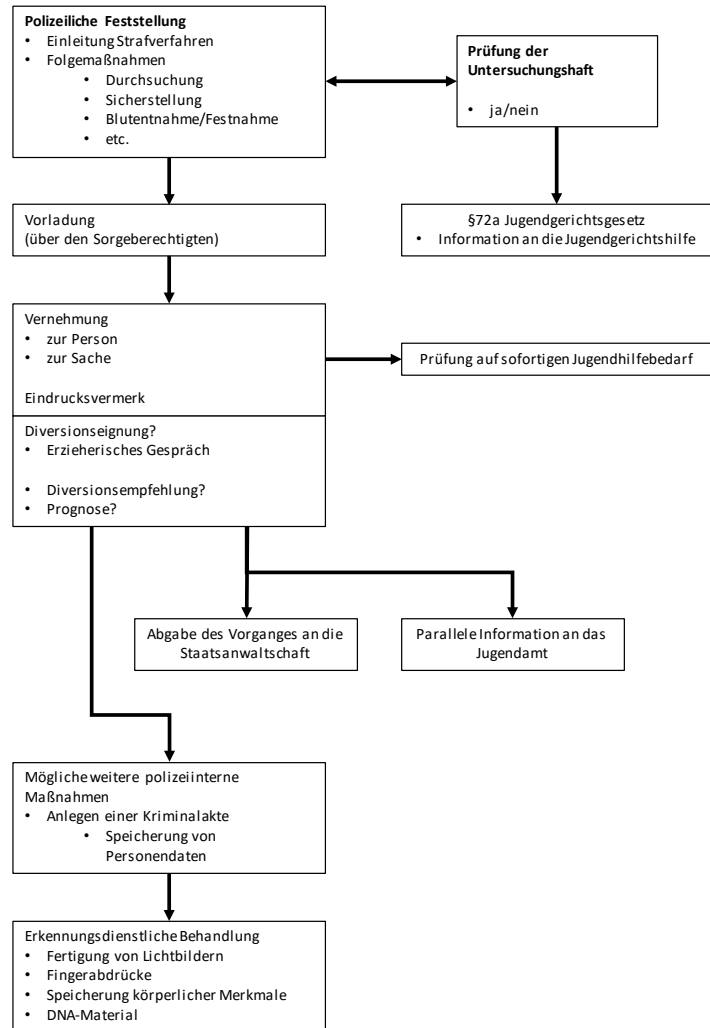 Polizeiliche Feststellung
• Einleitung Strafverfahren
• Folgemaßnahmen
• Durchsuchung
• Sicherstellung
• Blutentnahme/Festnahme
• etc.
Prüfung der
Untersuchungshaft
• ja/nein
Vorladung
(über den Sorgeberechtigten)
§72a Jugendgerichtsgesetz
• Information an die Jugendgerichtshilfe
Vernehmung
• zur Person
• zur Sache
Eindrucksvermerk
Prüfung auf sofortigen Jugendhilfebedarf
Diversionseignung?
• Erzieherisches Gespräch
• Diversionsempfehlung?
• Prognose?
Abgabe des Vorganges an die
Staatsanwaltschaft
Parallele Information an das
Jugendamt
Mögliche weitere polizeiinterne
Maßnahmen
• Anlegen einer Kriminalakte
• Speicherung von
Personendaten
Erkennungsdienstliche Behandlung
• Fertigung von Lichtbildern
• Fingerabdrücke
• Speicherung körperlicher Merkmale
• DNA-Material